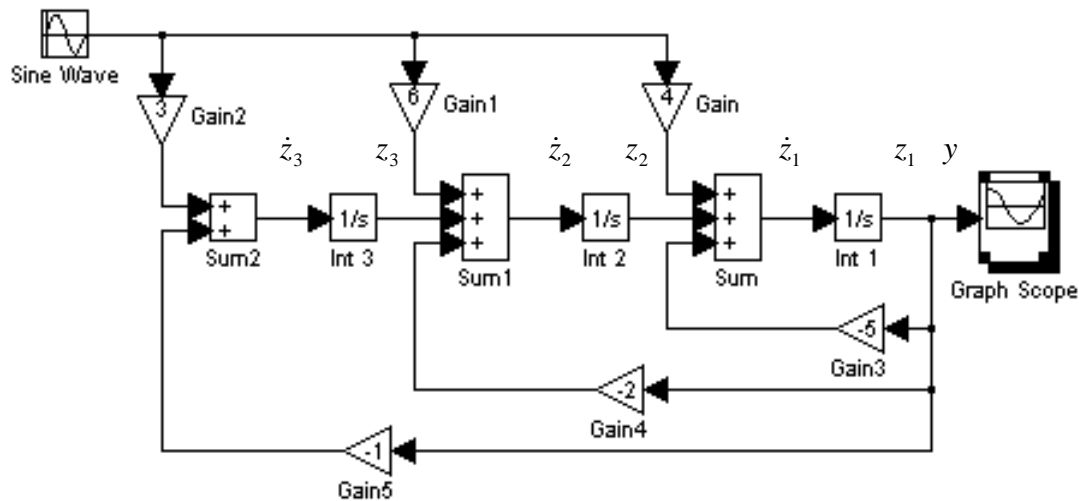 Sine Wave
3
Gain2
6
Gain1
4
Gain
ż₃ z₃ ż₂ z₂ ż₁ z₁ y
+
+
Sum2
1/s
Int 3
+
+
+
Sum1
1/s
Int 2
+
+
+
Sum
1/s
Int 1
Graph Scope
-5
Gain3
-2
Gain4
-1
Gain5